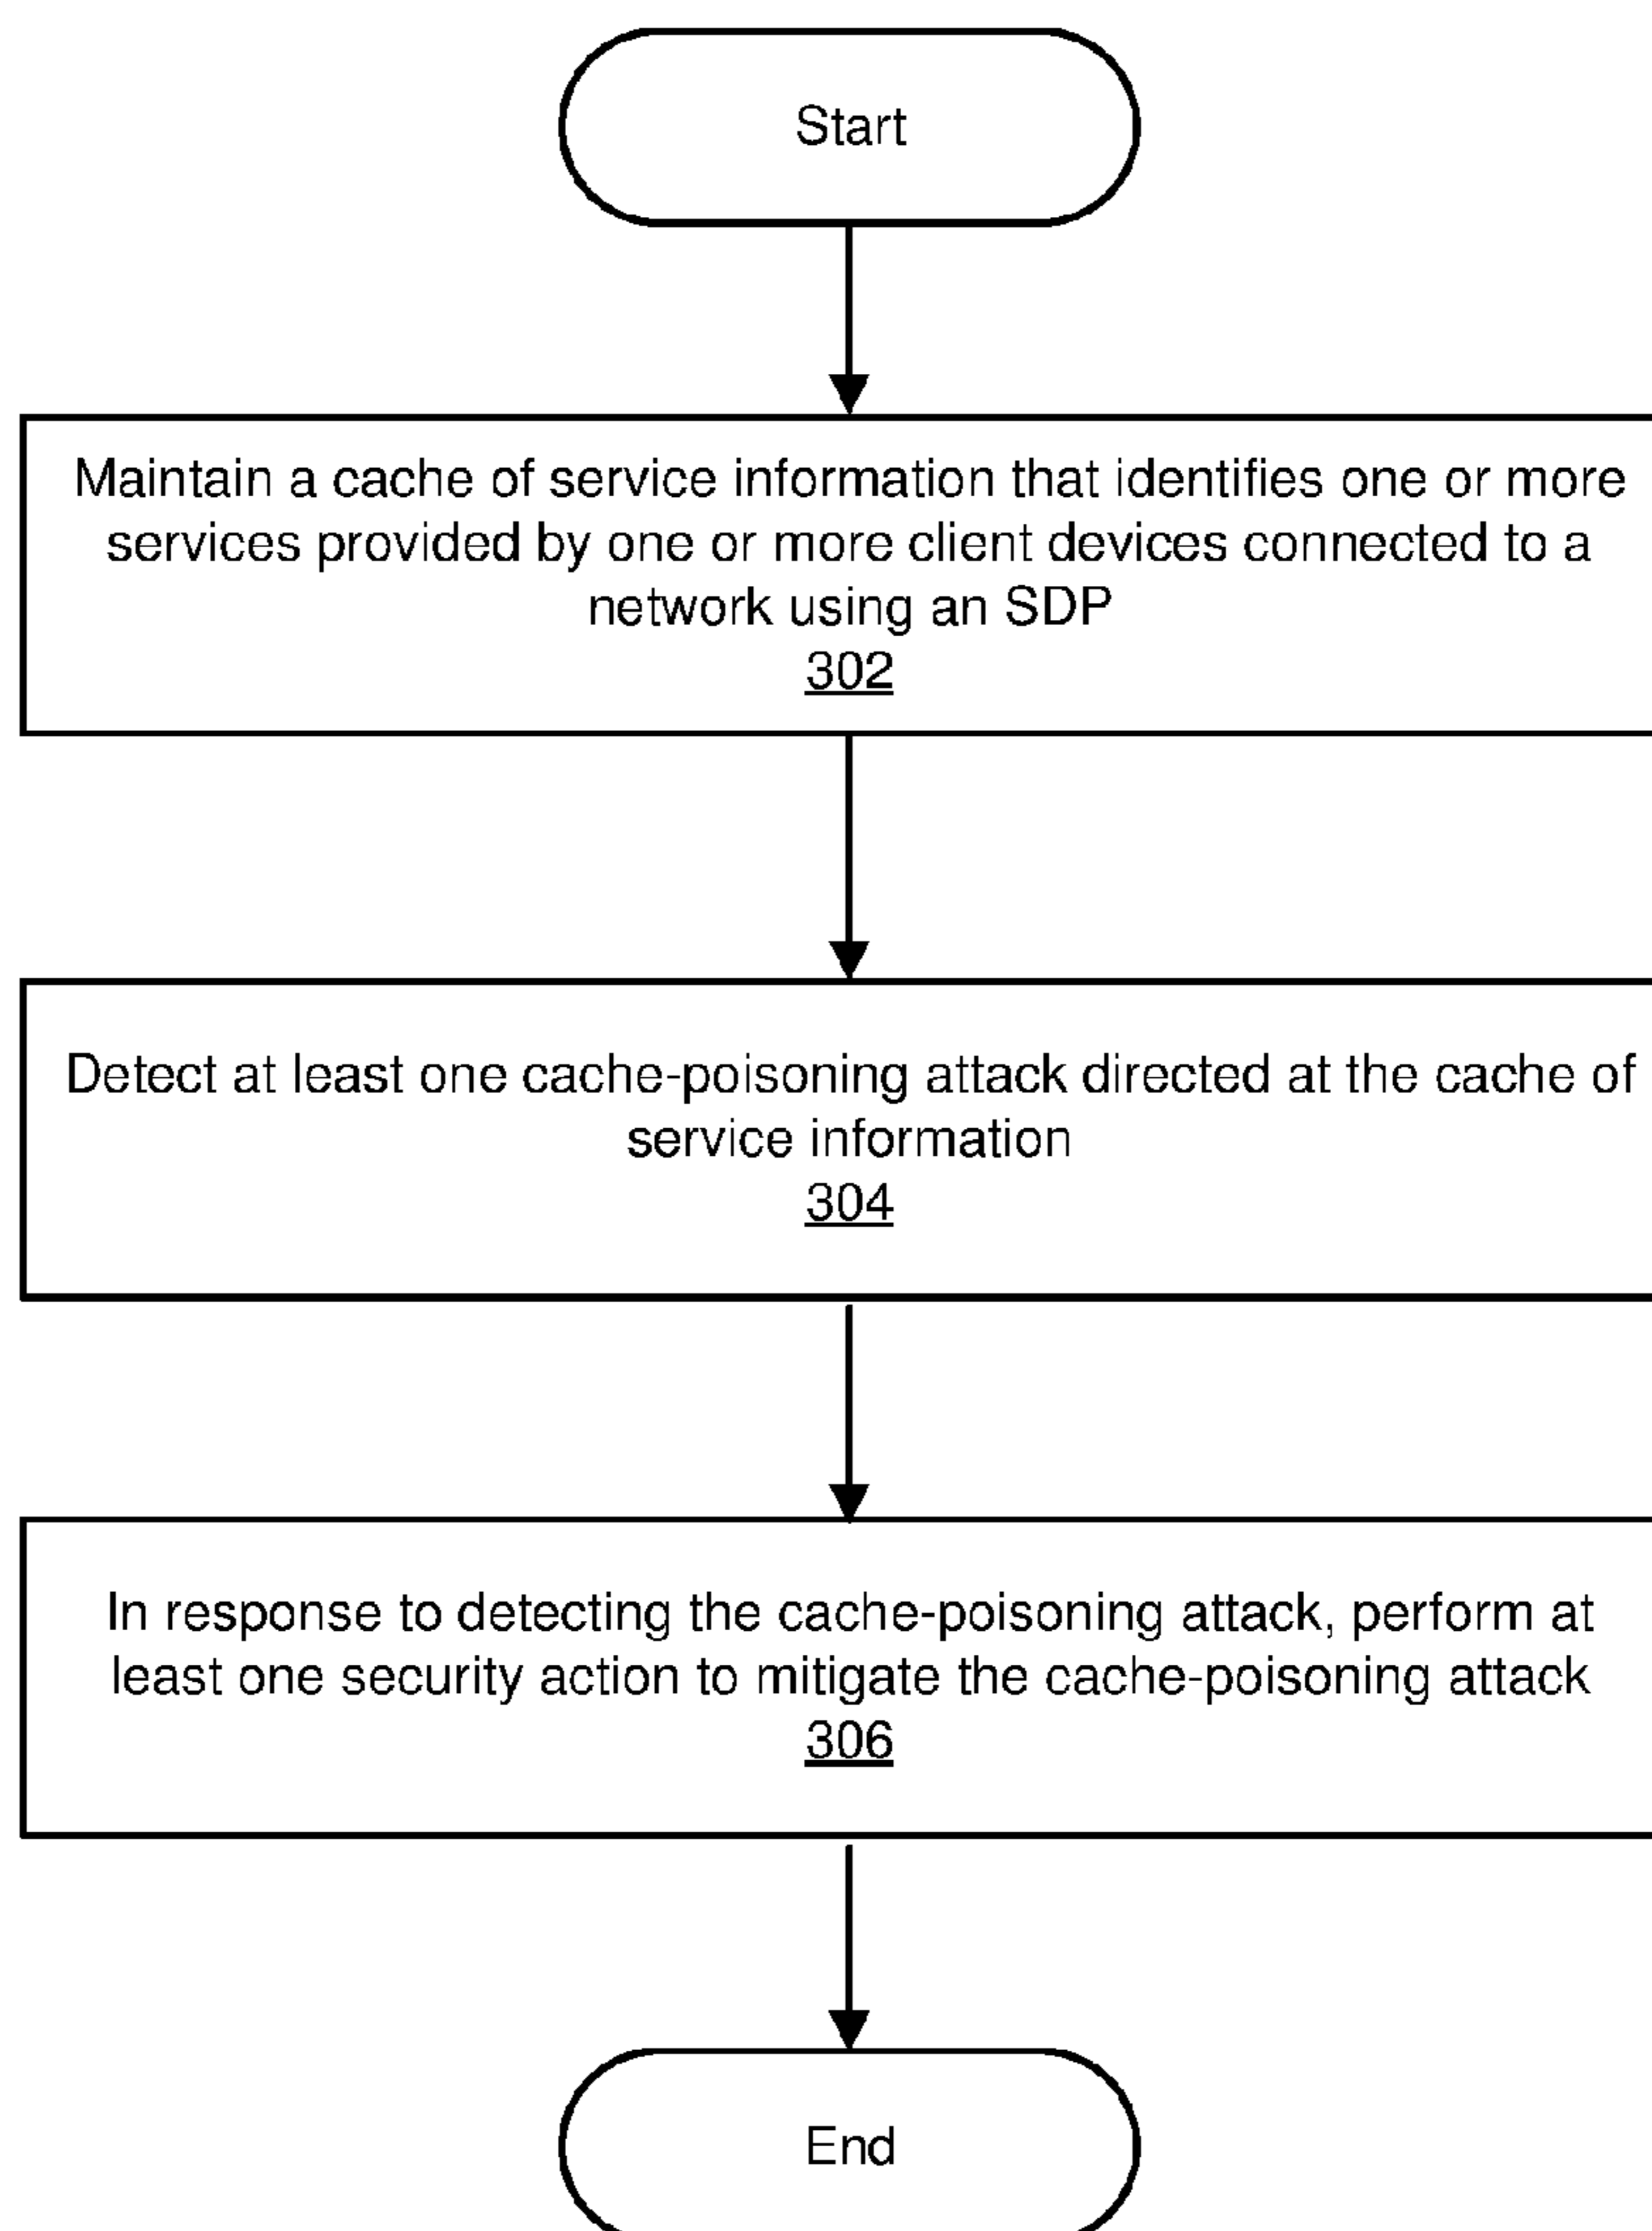 Start
Maintain a cache of service information that identifies one or more
services provided by one or more client devices connected to a
network using an SDP
302
Detect at least one cache-poisoning attack directed at the cache of
service information
304
In response to detecting the cache-poisoning attack, perform at
least one security action to mitigate the cache-poisoning attack
306
End